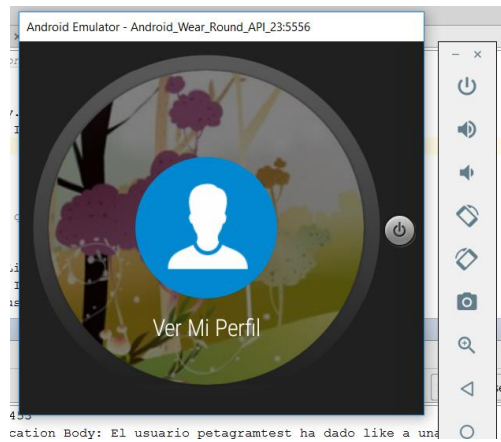 Android Emulator - Android_Wear_Round_API_23:5556
Ver Mi Perfil
cation Body: El usuario petagramtest ha dado like a una